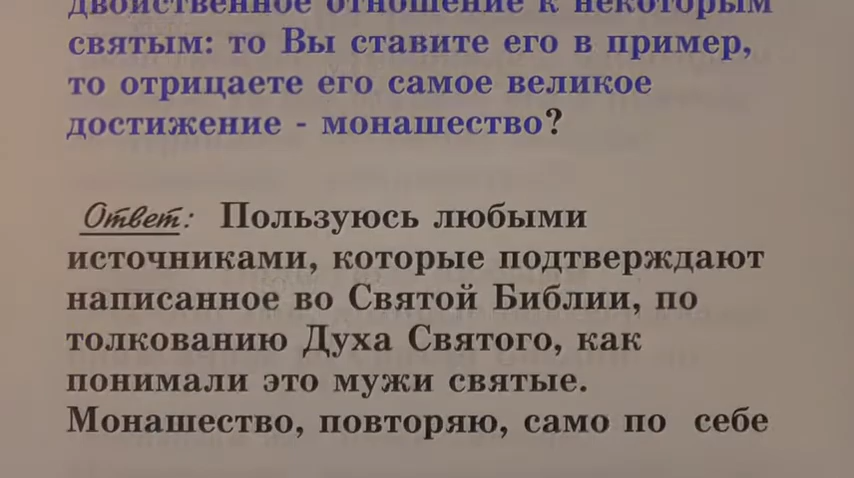 двойственное отношение к некоторым
святым: то Вы ставите его в пример,
то отрицаете его самое великое
достижение - монашество?
Ответ: Пользуюсь любыми
источниками, которые подтверждают
написанное во Святой Библии, по
толкованию Духа Святого, как
понимали это мужи святые.
Монашество, повторяю, само по себе